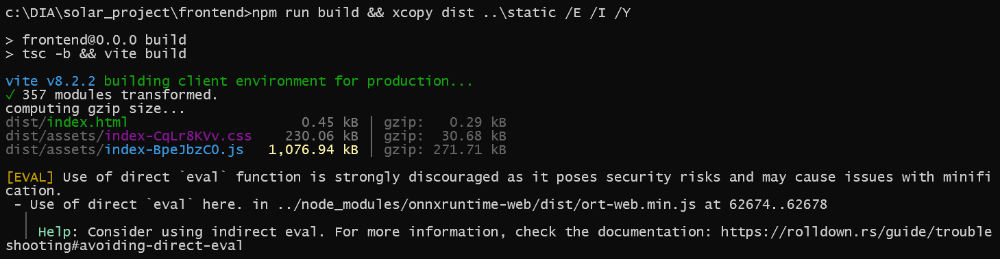 c:\DIA\solar_project\frontend>npm run build && xcopy dist ..\static /E /I /Y
> frontend@0.0.0 build
> tsc -b && vite build
vite v8.2.2 building client environment for production...
✓ 357 modules transformed.
computing gzip size...
dist/index.html                     0.45 kB │ gzip:   0.29 kB
dist/assets/index-CqLr8KVv.css    230.06 kB │ gzip:  30.68 kB
dist/assets/index-BpeJbzCO.js   1,076.94 kB │ gzip: 271.71 kB
[EVAL] Use of direct `eval` function is strongly discouraged as it poses security risks and may cause issues with minifi
cation.
 - Use of direct `eval` here. in ../node_modules/onnxruntime-web/dist/ort-web.min.js at 62674..62678
  │
  │ Help: Consider using indirect eval. For more information, check the documentation: https://rolldown.rs/guide/trouble
shooting#avoiding-direct-eval